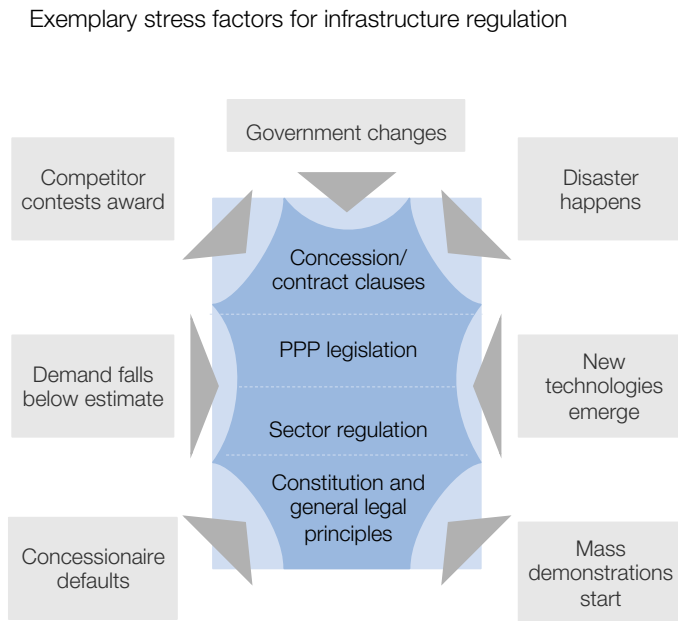 Exemplary stress factors for infrastructure regulation
Government changes
Competitor
contests award
Disaster
happens
Concession/
contract clauses
PPP legislation
Demand falls
below estimate
New
technologies
emerge
Sector regulation
Constitution and
general legal
principles
Concessionaire
defaults
Mass
demonstrations
start